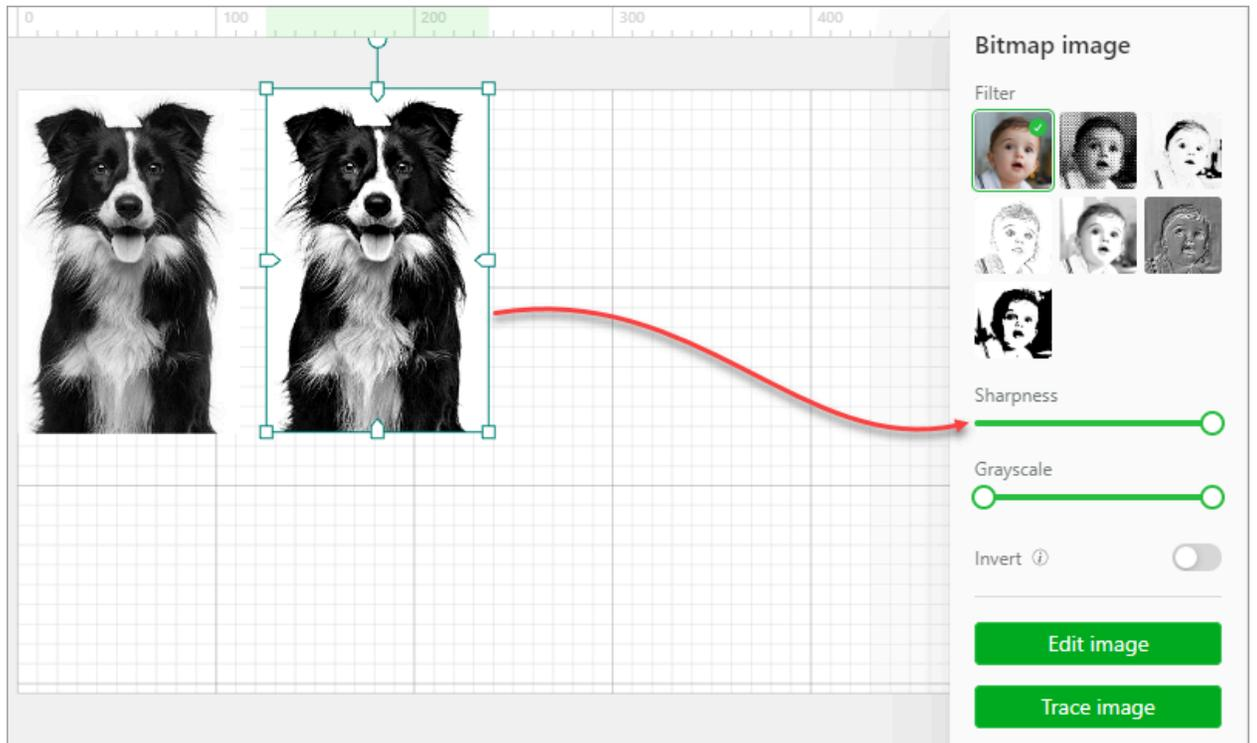 0 100 200 300 400
Bitmap image
Filter
Sharpness
Grayscale
Invert
Edit image
Trace image